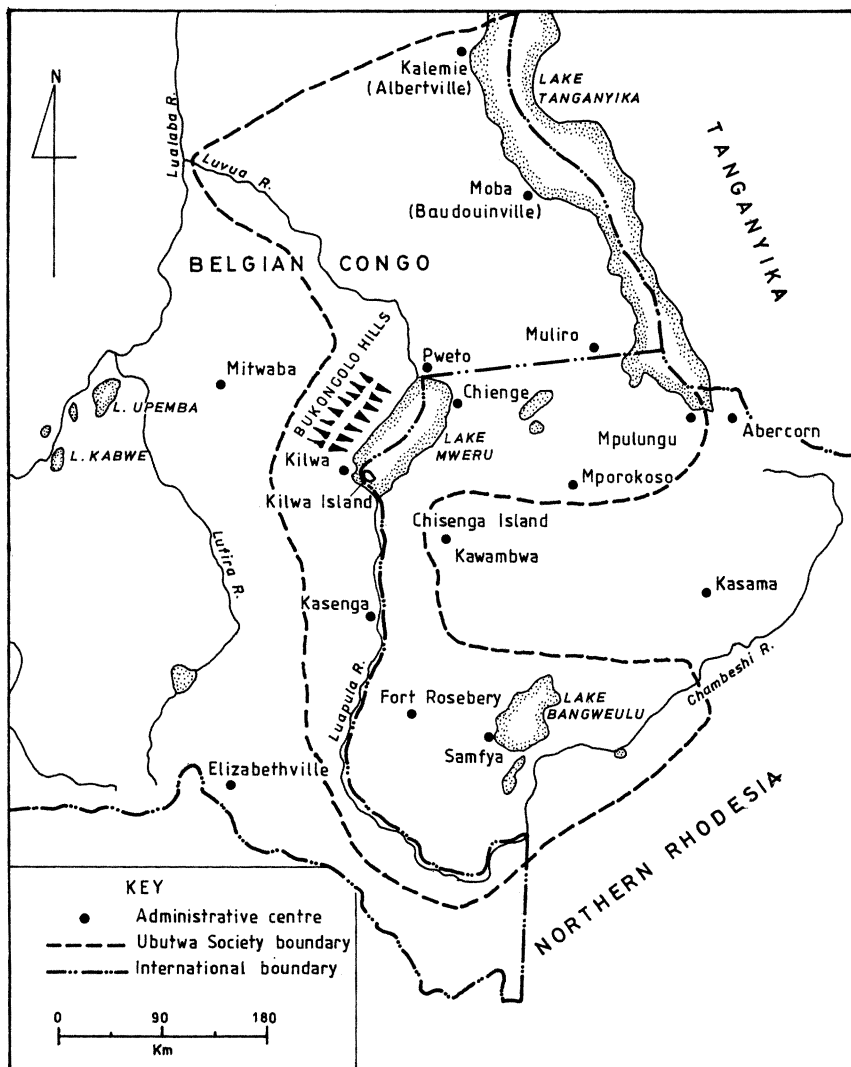 N
Kalemie
(Albertville)
LAKE
TANGANYIKA
TANGANYIKA
Lualaba R.
Luvua R.
Moba
(Baudouinville)
BELGIAN CONGO
BUKONGOLO HILLS
Muliro
Pweto
Mitwaba
Chienge
L. UPEMBA
L. KABWE
LAKE
MWERU
Mpulungu
Abercorn
Kilwa
Mporokoso
Kilwa Island
Chisenga Island
Kawambwa
Lufira R.
Kasama
Kasenga
Luapula R.
Chambeshi R.
Fort Rosebery
LAKE
BANGWEULU
Samfya
Elizabethville
NORTHERN RHODESIA
KEY
Administrative centre
Ubutwa Society boundary
International boundary
0 90 180
Km